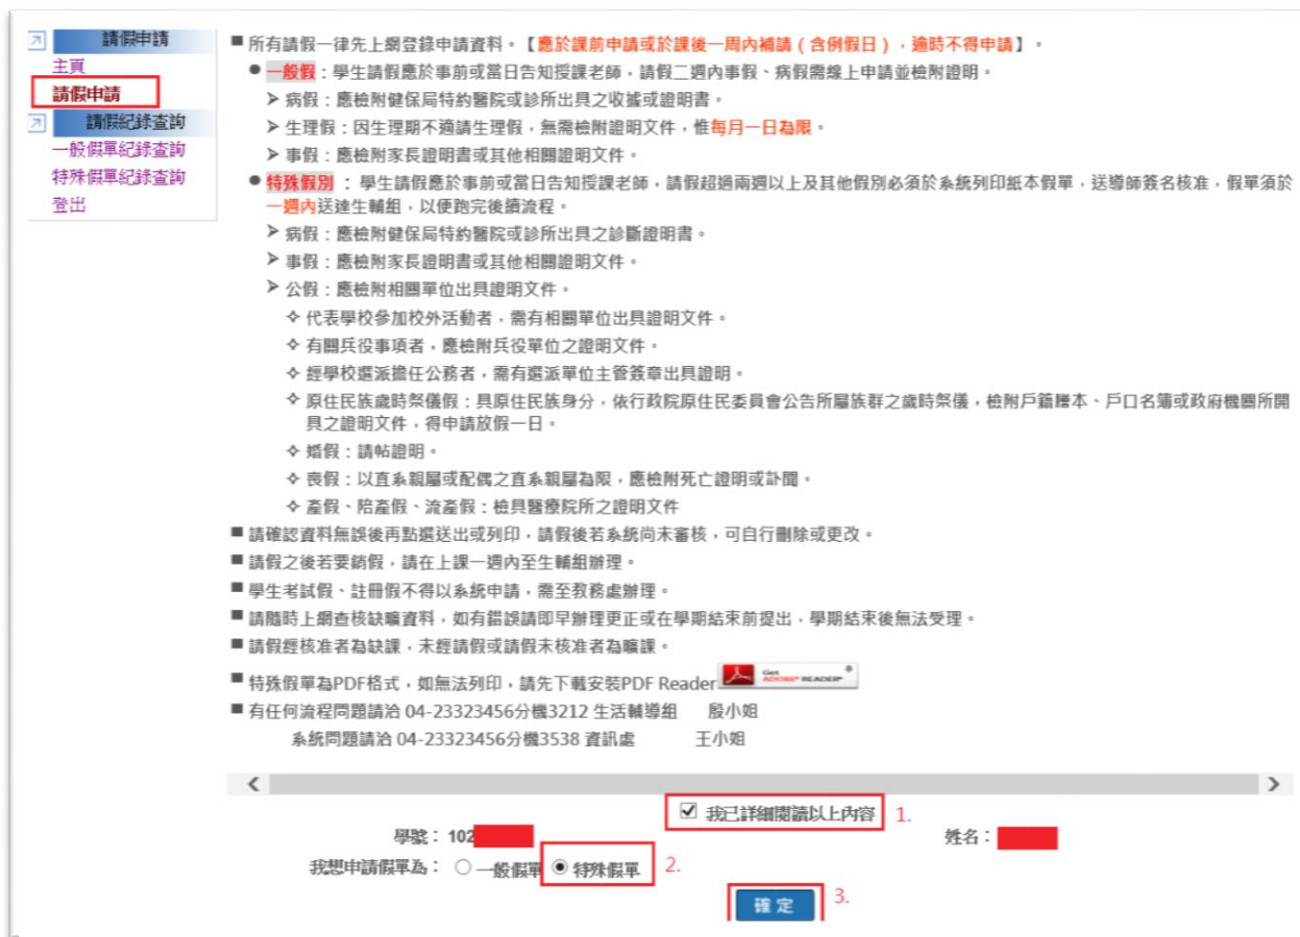 請假申請
主頁
請假申請
請假紀錄查詢
一般假單紀錄查詢
特殊假單紀錄查詢
登出
■ 所有請假一律先上網登錄申請資料。【應於課前申請或於課後一周內補請(含例假日),逾時不得申請】。
● 一般假:學生請假應於事前或當日告知授課老師,請假二週內事假、病假需線上申請並檢附證明。
➢ 病假:應檢附健保局特約醫院或診所出具之收據或證明書。
➢ 生理假:因生理期不適請生理假,無需檢附證明文件,惟每月一日為限。
➢ 事假:應檢附家長證明書或其他相關證明文件。
● 特殊假別 : 學生請假應於事前或當日告知授課老師,請假超過兩週以上及其他假別必須於系統列印紙本假單,送導師簽名核准,假單須於
一週內送達生輔組,以便跑完後續流程。
➢ 病假:應檢附健保局特約醫院或診所出具之診斷證明書。
➢ 事假:應檢附家長證明書或其他相關證明文件。
➢ 公假:應檢附相關單位出具證明文件。
✧ 代表學校參加校外活動者,需有相關單位出具證明文件。
✧ 有關兵役事項者,應檢附兵役單位之證明文件。
✧ 經學校選派擔任公務者,需有選派單位主管簽章出具證明。
✧ 原住民族歲時祭儀假:具原住民族身分,依行政院原住民委員會公告所屬族群之歲時祭儀,檢附戶籍謄本、戶口名簿或政府機關所開
具之證明文件,得申請放假一日。
✧ 婚假:請帖證明。
✧ 喪假:以直系親屬或配偶之直系親屬為限,應檢附死亡證明或訃聞。
✧ 產假、陪產假、流產假:檢具醫療院所之證明文件
■ 請確認資料無誤後再點選送出或列印,請假後若系統尚未審核,可自行刪除或更改。
■ 請假之後若要銷假,請在上課一週內至生輔組辦理。
■ 學生考試假、註冊假不得以系統申請,需至教務處辦理。
■ 請隨時上網查核缺曠資料,如有錯誤請即早辦理更正或在學期結束前提出,學期結束後無法受理。
■ 請假經核准者為缺課,未經請假或請假未核准者為曠課。
■ 特殊假單為PDF格式,如無法列印,請先下載安裝PDF Reader Get ADOBE® READER®
■ 有任何流程問題請洽 04-23323456分機3212 生活輔導組 殷小姐
系統問題請洽 04-23323456分機3538 資訊處 王小姐
我已詳細閱讀以上內容 1.
學號:102 姓名:
我想申請假單為: 一般假單 特殊假單 2.
確定 3.